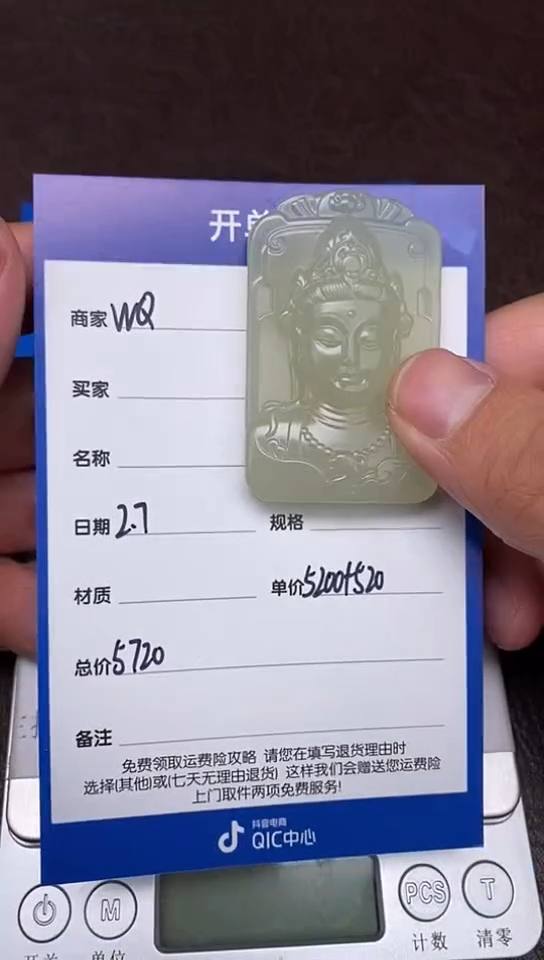 开单
商家 WQ
买家
名称
日期 2.7
规格
材质
单价 5200+520
总价 5720
备注
免费领取运费险攻略 请您在填写退货理由时
选择(其他)或(七天无理由退货) 这样我们会赠送您运费险
上门取件两项免费服务!
抖音电商
QIC中心
M
PCS
T
单位
计数
清零